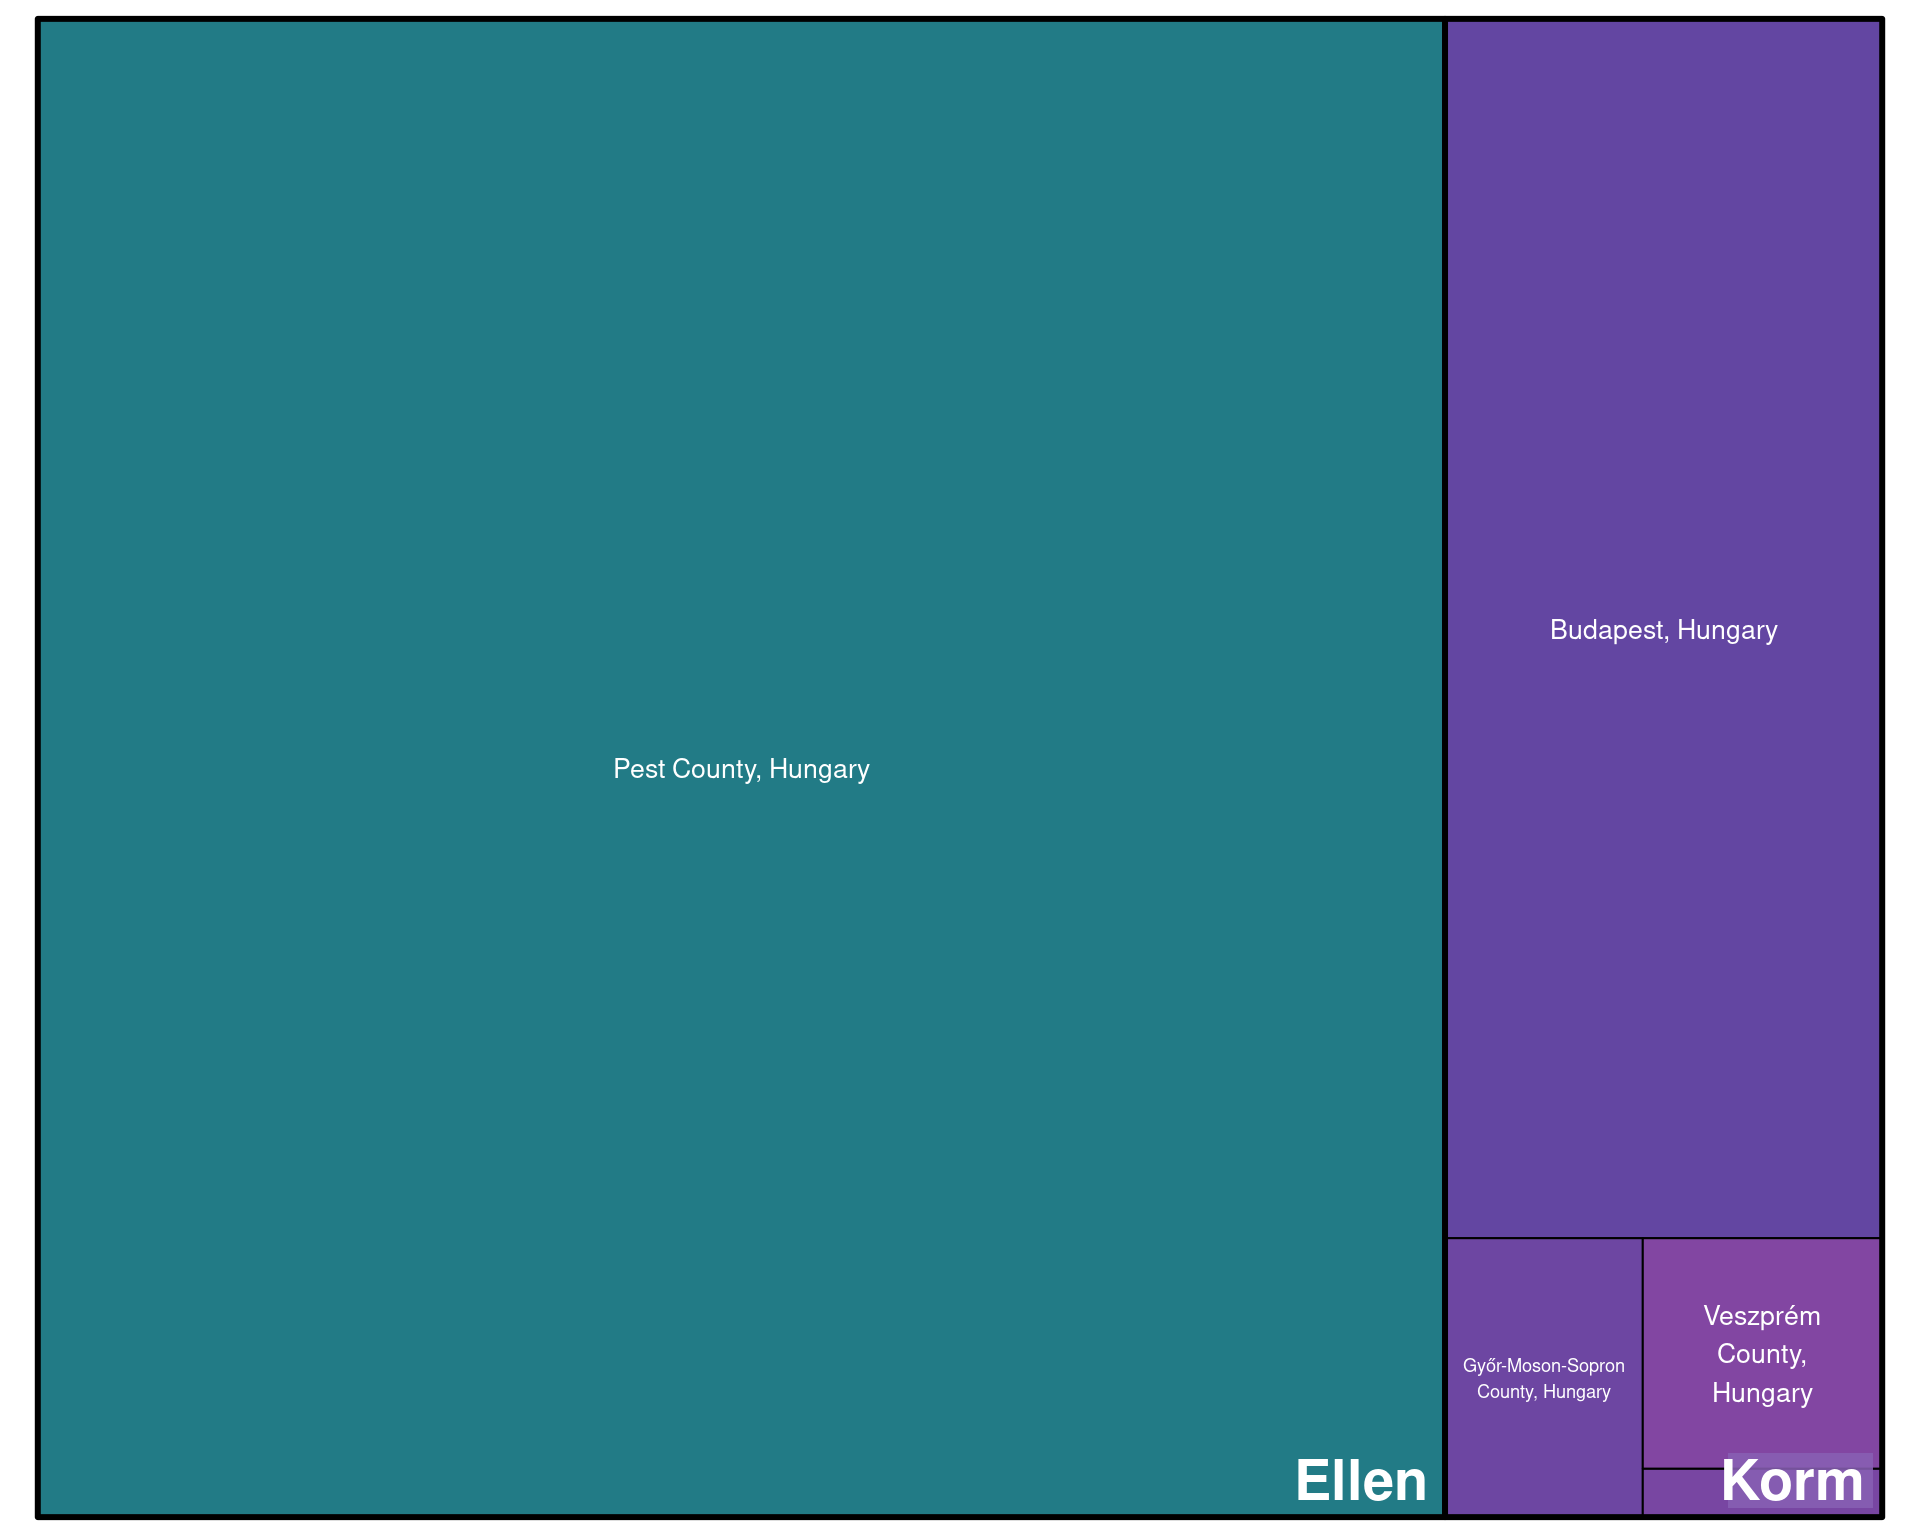 Pest County, Hungary
Ellen
Budapest, Hungary
Győr-Moson-Sopron
County, Hungary
Veszprém
County,
Hungary
Korm